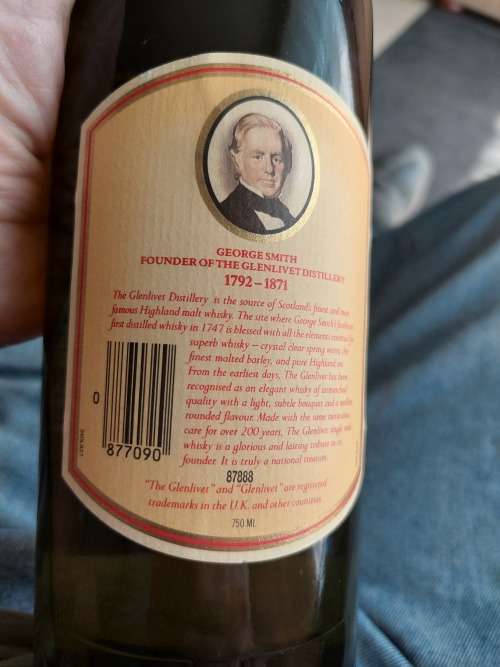 GEORGE SMITH
FOUNDER OF THE GLENLIVET DISTILLERY
1792–1871
The Glenlivet Distillery is the source of Scotland's finest and most
famous Highland malt whisky. The site where George Smith's
first distilled whisky in 1747 is blessed with all the elements
superb whisky – crystal clear spring water, the
finest malted barley, and pure Highland air.
From the earliest days, The Glenlivet has been
recognised as an elegant whisky of unmatched
quality with a light, subtle bouquet and a
rounded flavour. Made with the same meticulous
care for over 200 years, The Glenlivet single malt
whisky is a glorious and lasting tribute to its
founder. It is truly a national treasure.
0
877090
87888
"The Glenlivet" and "Glenlivet" are registered
trademarks in the U.K. and other countries.
750 ML